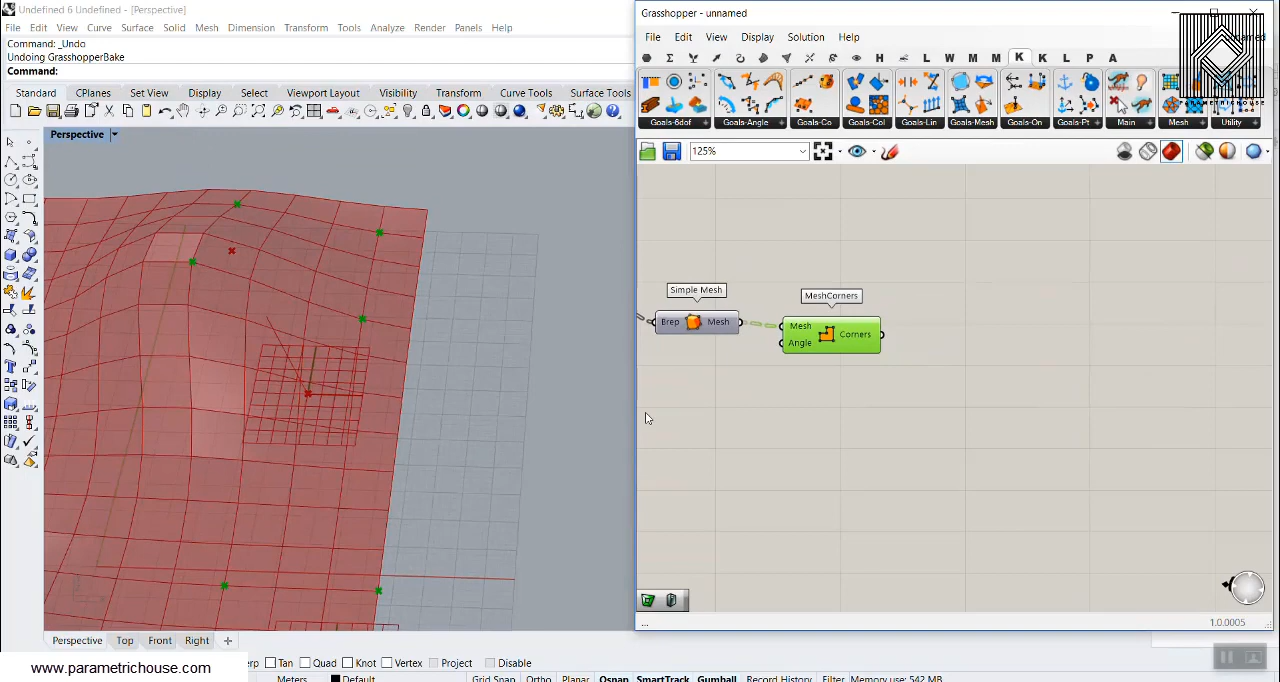 Undefined 6 Undefined - [Perspective]
File Edit View Curve Surface Solid Mesh Dimension Transform Tools Analyze Render Panels Help
Command: _Undo
Undoing GrasshopperBake
Command:
Standard CPlanes Set View Display Select Viewport Layout Visibility Transform Curve Tools Surface Tools
Perspective
Perspective Top Front Right
Tan Quad Knot Vertex Project Disable
Meters Default Grid Snap Ortho Planar Osnap SmartTrack Gumball Record History Filter Memory use: 542 MB
www.parametrichouse.com
Grasshopper - unnamed
File Edit View Display Solution Help
H L W M M K K L P A
Goals-6dof Goals-Angle Goals-Co Goals-Col Goals-Lin Goals-Mesh Goals-On Goals-Pt Main Mesh Utility
PARAMETRICHOUSE
125%
Simple Mesh
Brep Mesh
MeshCorners
Mesh
Angle
Corners
...
1.0.0005